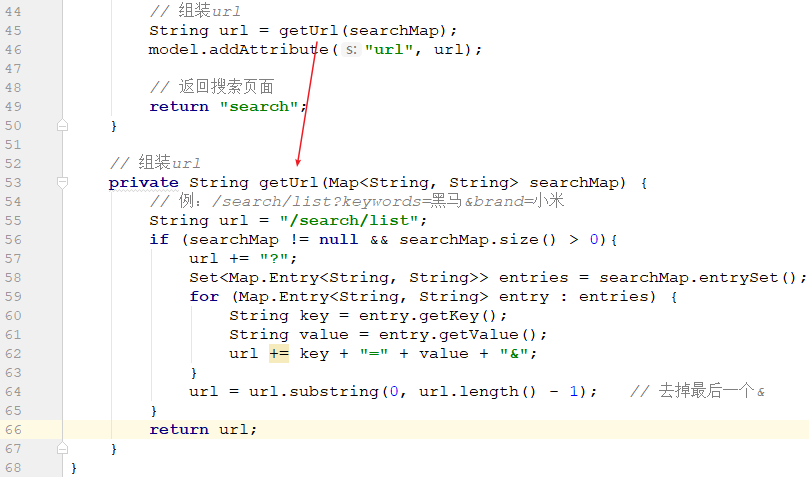 44 // 组装url
45 String url = getUrl(searchMap);
46 model.addAttribute( s: "url", url);
47
48 // 返回搜索页面
49 return "search";
50 }
51
52 // 组装url
53 private String getUrl(Map<String, String> searchMap) {
54 // 例：/search/list?keywords=黑马&brand=小米
55 String url = "/search/list";
56 if (searchMap != null && searchMap.size() > 0){
57 url += "?";
58 Set<Map.Entry<String, String>> entries = searchMap.entrySet();
59 for (Map.Entry<String, String> entry : entries) {
60 String key = entry.getKey();
61 String value = entry.getValue();
62 url += key + "=" + value + "&";
63 }
64 url = url.substring(0, url.length() - 1); // 去掉最后一个&
65 }
66 return url;
67 }
68 }